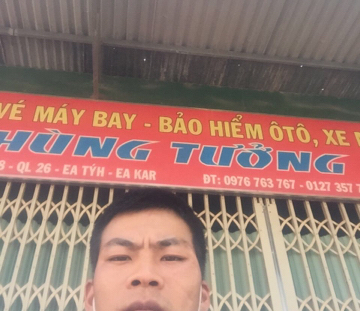 VÉ MÁY BAY - BẢO HIỂM ÔTÔ, XE
HÙNG TƯỞNG
8 - QL 26 - EA TÝH - EA KAR ĐT: 0976 763 767 - 0127 357